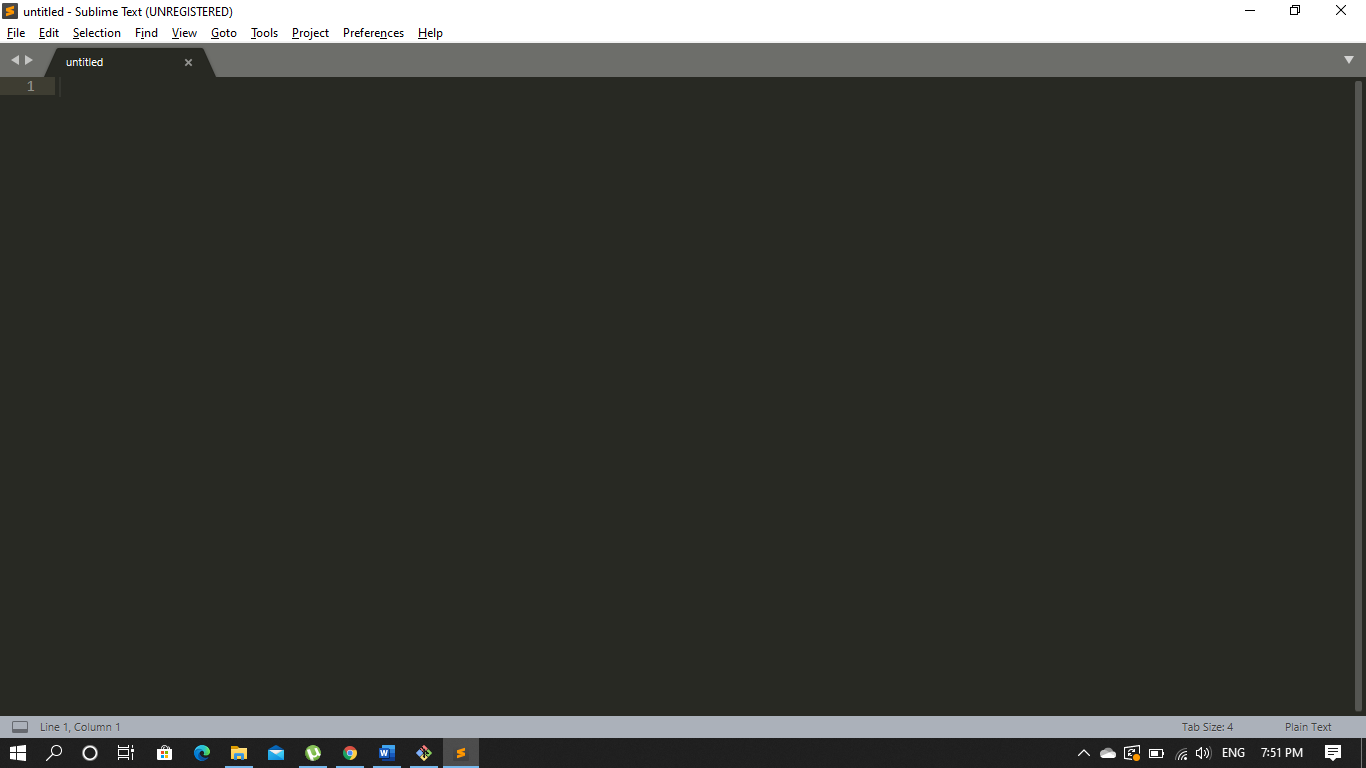 untitled - Sublime Text (UNREGISTERED)
File Edit Selection Find View Goto Tools Project Preferences Help
untitled
1
Line 1, Column 1 Tab Size: 4 Plain Text
ENG 7:51 PM